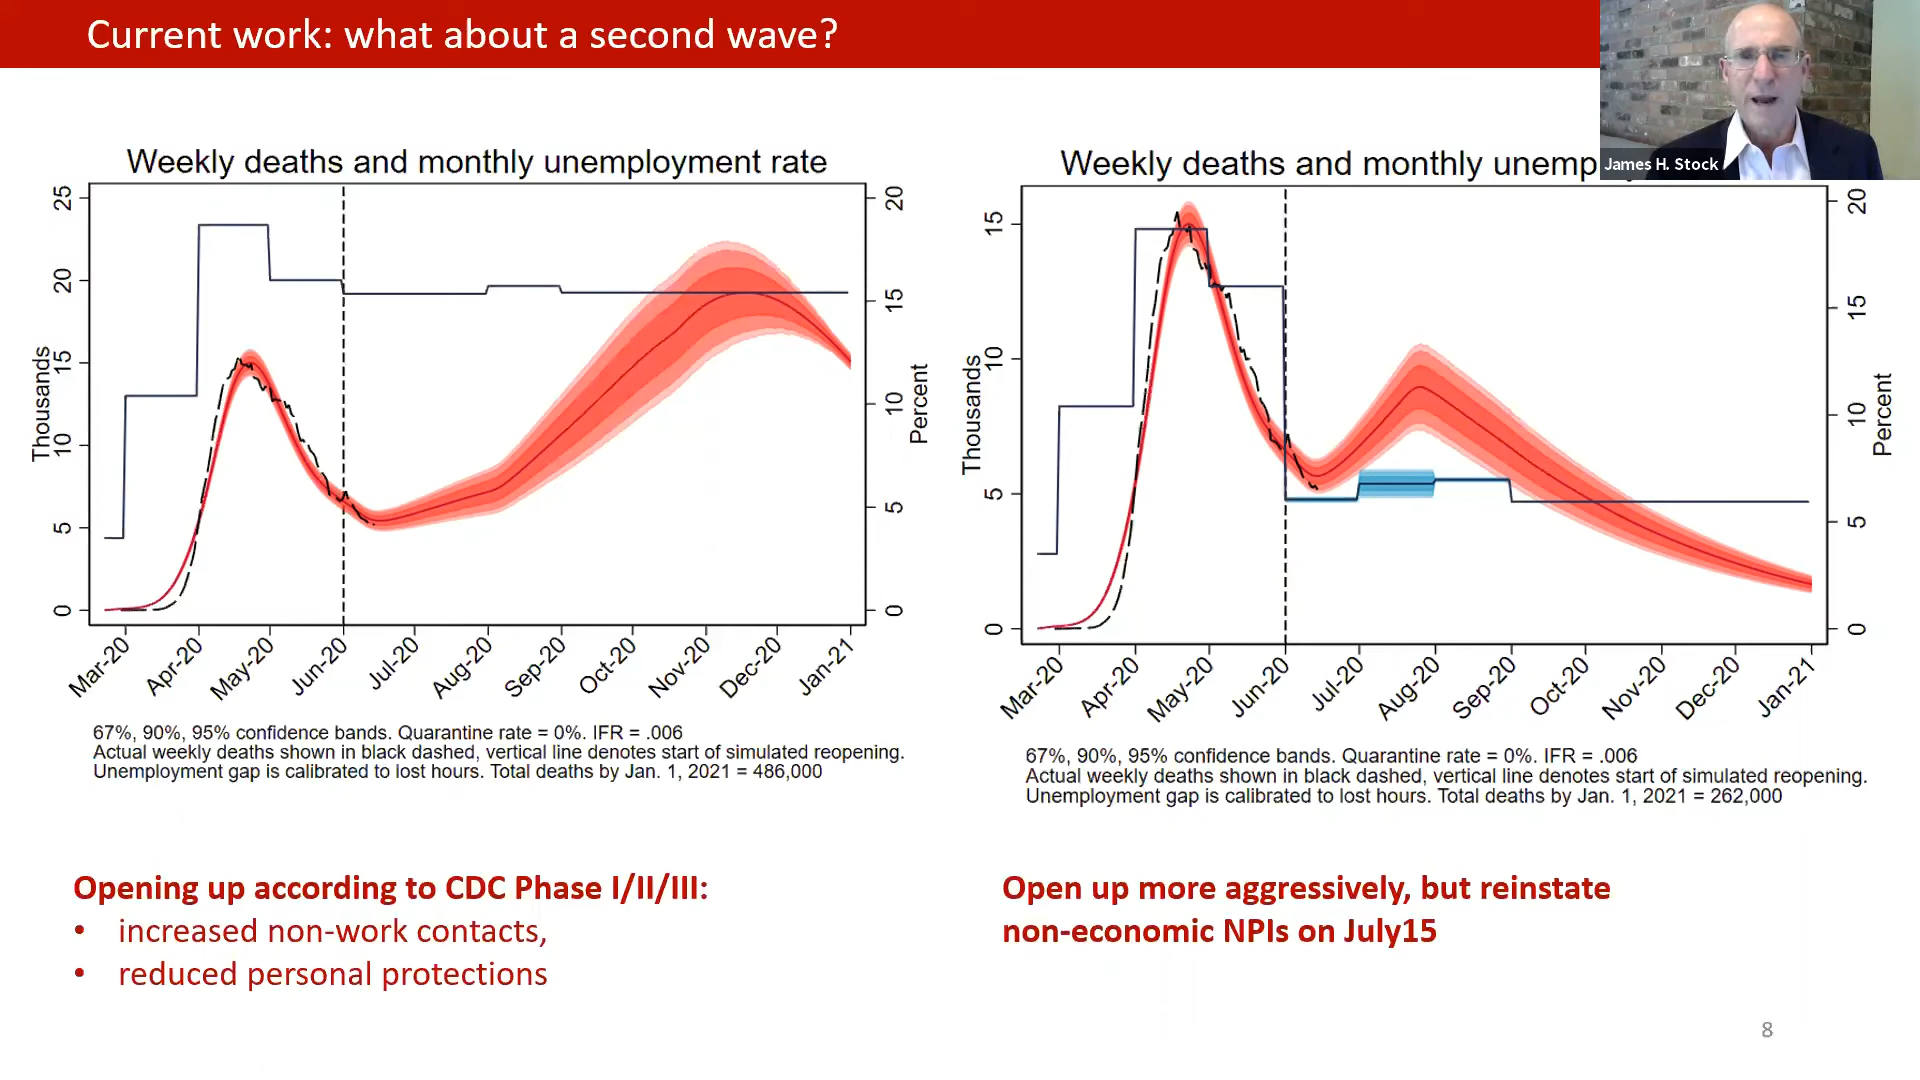 Current work: what about a second wave?
James H. Stock
Weekly deaths and monthly unemployment rate
25
20
15
10
5
0
Thousands
20
15
10
5
0
Percent
Mar-20
Apr-20
May-20
Jun-20
Jul-20
Aug-20
Sep-20
Oct-20
Nov-20
Dec-20
Jan-21
67%, 90%, 95% confidence bands. Quarantine rate = 0%. IFR = .006
Actual weekly deaths shown in black dashed, vertical line denotes start of simulated reopening.
Unemployment gap is calibrated to lost hours. Total deaths by Jan. 1, 2021 = 486,000
Opening up according to CDC Phase I/II/III:
• increased non-work contacts,
• reduced personal protections
Weekly deaths and monthly unemp
15
10
5
0
Thousands
20
15
10
5
0
Percent
Mar-20
Apr-20
May-20
Jun-20
Jul-20
Aug-20
Sep-20
Oct-20
Nov-20
Dec-20
Jan-21
67%, 90%, 95% confidence bands. Quarantine rate = 0%. IFR = .006
Actual weekly deaths shown in black dashed, vertical line denotes start of simulated reopening.
Unemployment gap is calibrated to lost hours. Total deaths by Jan. 1, 2021 = 262,000
Open up more aggressively, but reinstate
non-economic NPIs on July15
8